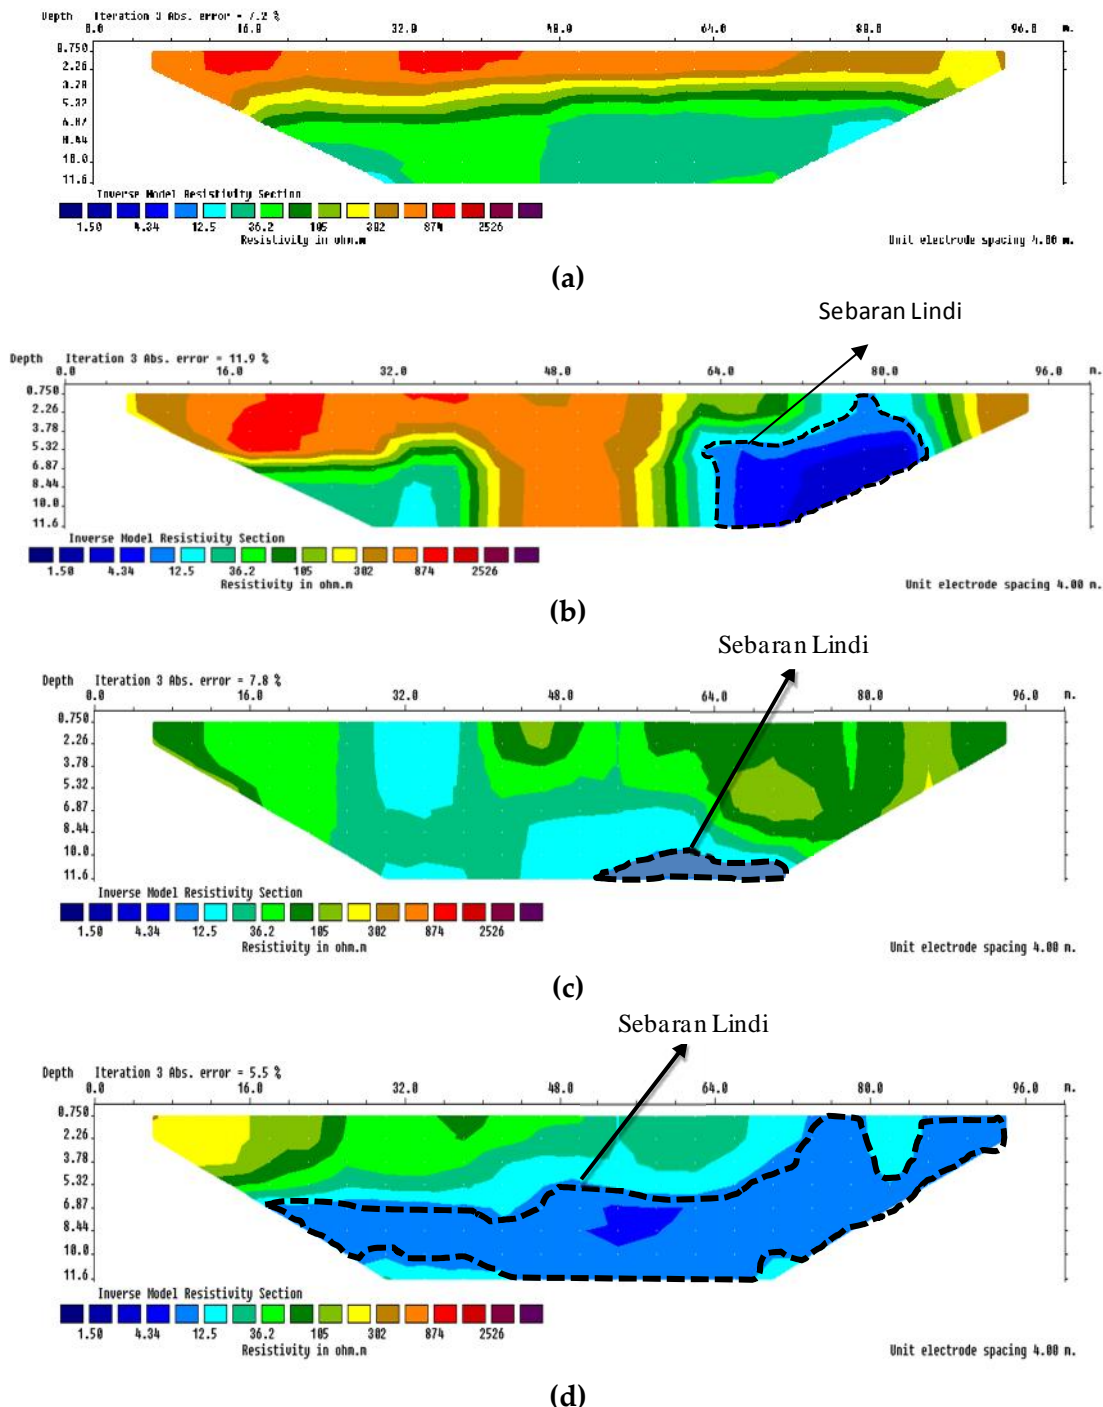 Depth Iteration 3 Abs. error = 7.2 %
0.0 16.0 32.0 48.0 64.0 80.0 96.0 m.
0.750
2.26
3.78
5.32
6.87
8.44
10.0
11.6
Inverse Model Resistivity Section
1.50 4.34 12.5 36.2 105 302 874 2526
Resistivity in ohm.m
Unit electrode spacing 4.00 m.
(a)
Sebaran Lindi
Depth Iteration 3 Abs. error = 11.9 %
0.0 16.0 32.0 48.0 64.0 80.0 96.0 m.
0.750
2.26
3.78
5.32
6.87
8.44
10.0
11.6
Inverse Model Resistivity Section
1.50 4.34 12.5 36.2 105 302 874 2526
Resistivity in ohm.m
Unit electrode spacing 4.00 m.
(b)
Sebaran Lindi
Depth Iteration 3 Abs. error = 7.8 %
0.0 16.0 32.0 48.0 64.0 80.0 96.0 m.
0.750
2.26
3.78
5.32
6.87
8.44
10.0
11.6
Inverse Model Resistivity Section
1.50 4.34 12.5 36.2 105 302 874 2526
Resistivity in ohm.m
Unit electrode spacing 4.00 m.
(c)
Sebaran Lindi
Depth Iteration 3 Abs. error = 5.5 %
0.0 16.0 32.0 48.0 64.0 80.0 96.0 m.
0.750
2.26
3.78
5.32
6.87
8.44
10.0
11.6
Inverse Model Resistivity Section
1.50 4.34 12.5 36.2 105 302 874 2526
Resistivity in ohm.m
Unit electrode spacing 4.00 m.
(d)